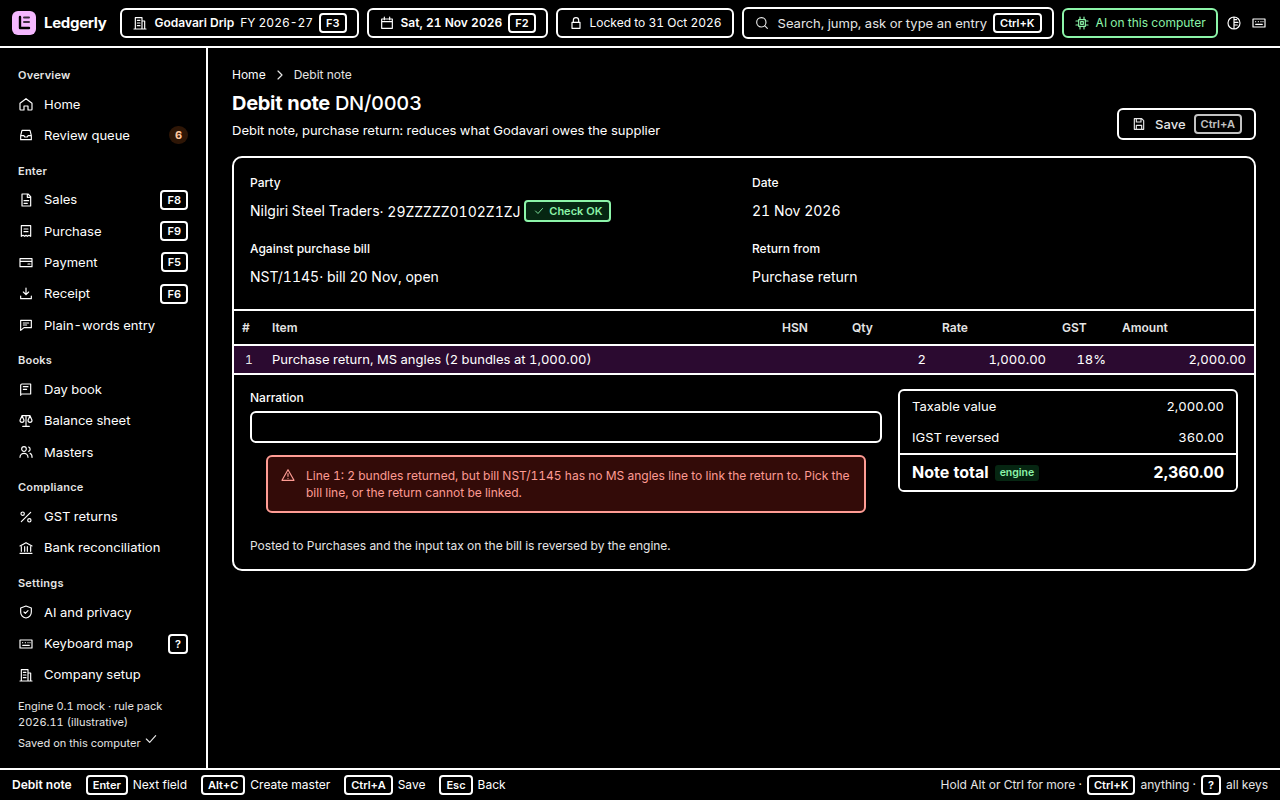 Ledgerly
Godavari Drip FY 2026-27 F3
Sat, 21 Nov 2026 F2
Locked to 31 Oct 2026
Search, jump, ask or type an entry Ctrl+K
AI on this computer
Overview
Home
Review queue 6
Enter
Sales F8
Purchase F9
Payment F5
Receipt F6
Plain-words entry
Books
Day book
Balance sheet
Masters
Compliance
GST returns
Bank reconciliation
Settings
AI and privacy
Keyboard map ?
Company setup
Engine 0.1 mock · rule pack
2026.11 (illustrative)
Saved on this computer
Home > Debit note
Debit note DN/0003
Debit note, purchase return: reduces what Godavari owes the supplier
Save Ctrl+A
Party
Nilgiri Steel Traders· 29ZZZZZ0102Z1ZJ Check OK
Date
21 Nov 2026
Against purchase bill
NST/1145· bill 20 Nov, open
Return from
Purchase return
# Item HSN Qty Rate GST Amount
1 Purchase return, MS angles (2 bundles at 1,000.00) 2 1,000.00 18% 2,000.00
Narration
Line 1: 2 bundles returned, but bill NST/1145 has no MS angles line to link the return to. Pick the
bill line, or the return cannot be linked.
Taxable value 2,000.00
IGST reversed 360.00
Note total engine 2,360.00
Posted to Purchases and the input tax on the bill is reversed by the engine.
Debit note Enter Next field Alt+C Create master Ctrl+A Save Esc Back
Hold Alt or Ctrl for more · Ctrl+K anything · ? all keys